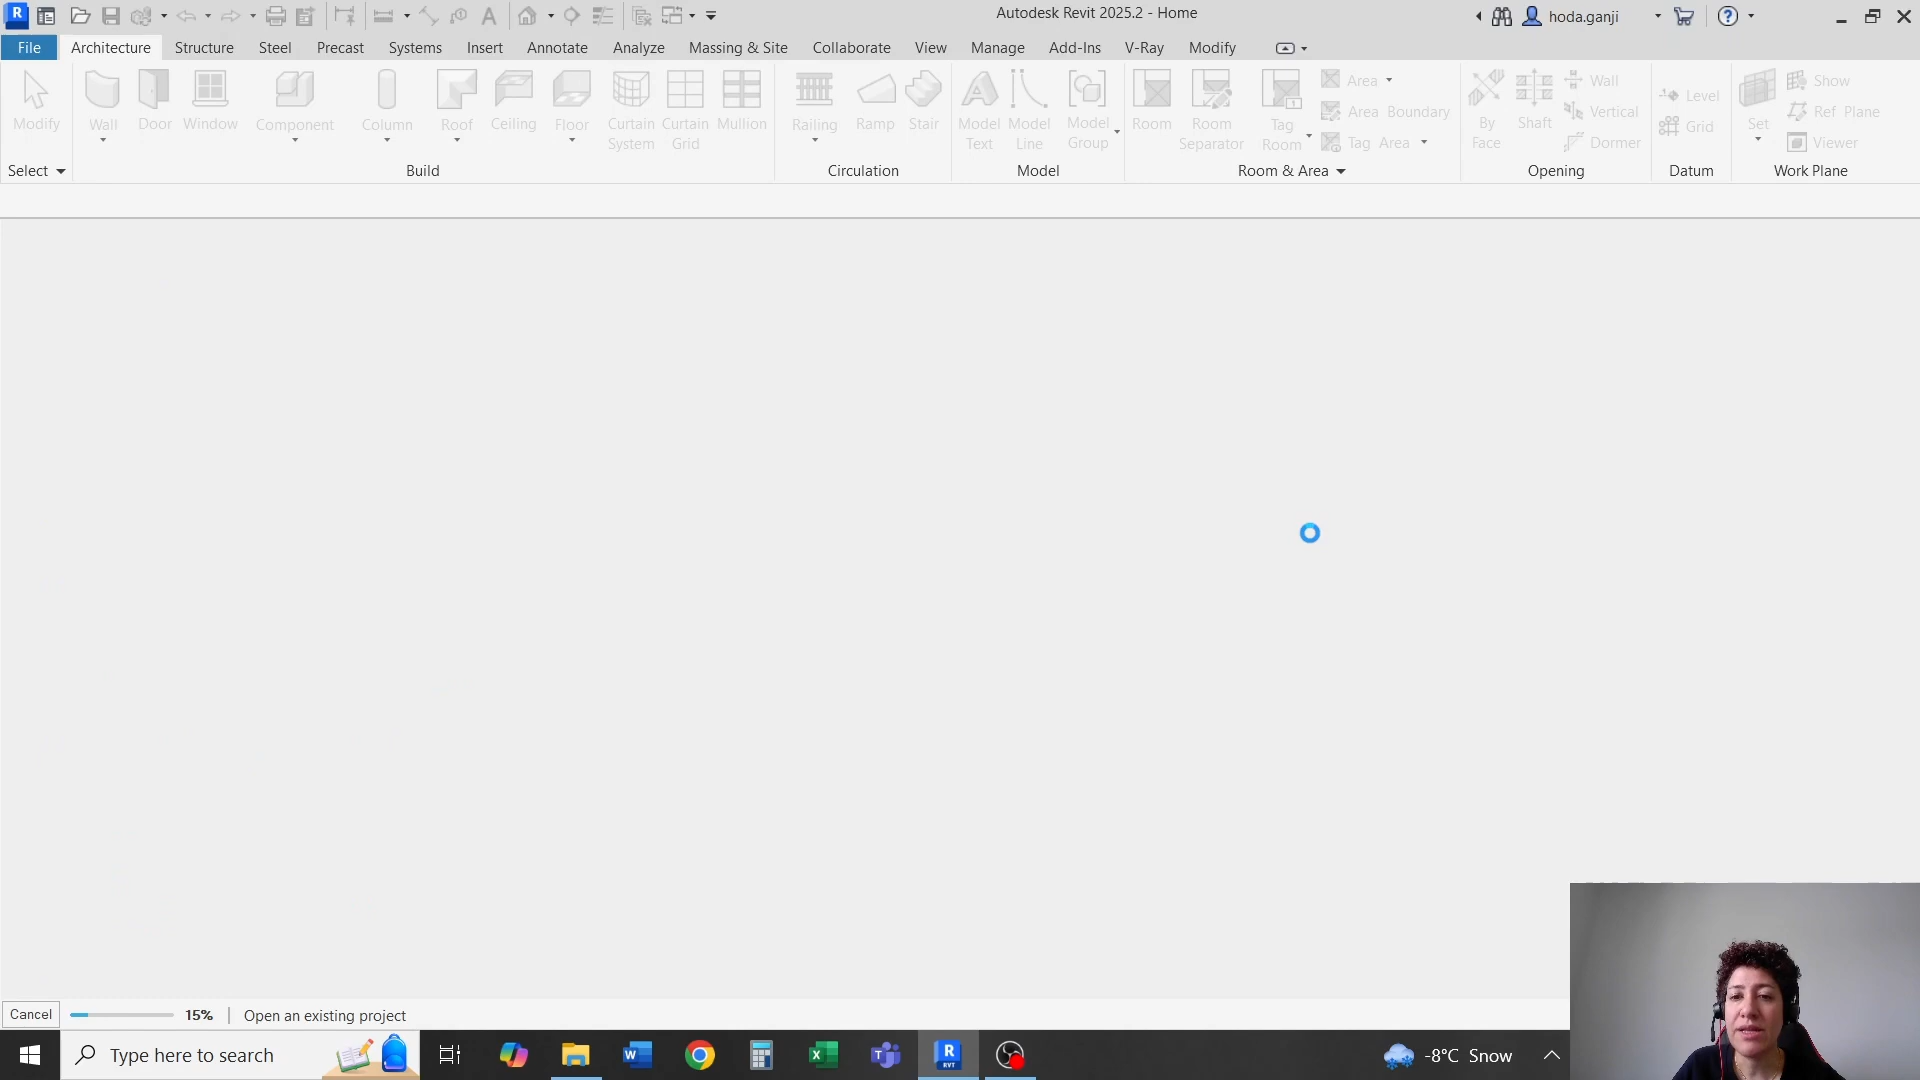 Autodesk Revit 2025.2 - Home
hoda.ganji
File Architecture Structure Steel Precast Systems Insert Annotate Analyze Massing & Site Collaborate View Manage Add-Ins V-Ray Modify
Modify
Wall
Door
Window
Component
Column
Roof
Ceiling
Floor
Curtain
System
Curtain
Grid
Mullion
Railing
Ramp
Stair
Model
Text
Model
Line
Model
Group
Room
Room
Separator
Tag
Room
Area
Area Boundary
Tag Area
By
Face
Shaft
Wall
Vertical
Dormer
Level
Grid
Set
Show
Ref Plane
Viewer
Select Build Circulation Model Room & Area Opening Datum Work Plane
Cancel 15% Open an existing project
Type here to search
-8°C Snow